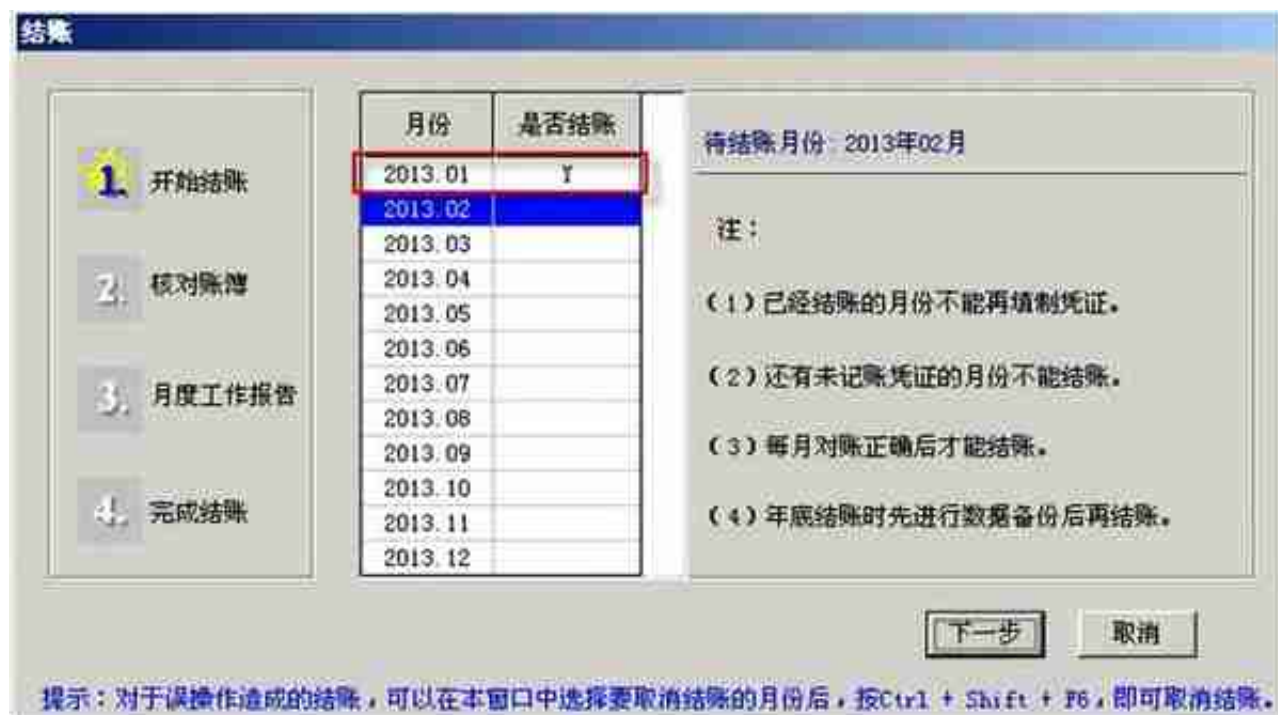 结账
1. 开始结账
2. 核对账簿
3. 月度工作报告
4. 完成结账
月份 是否结账
2013.01 Y
2013.02
2013.03
2013.04
2013.05
2013.06
2013.07
2013.08
2013.09
2013.10
2013.11
2013.12
待结账月份：2013年02月
注：
（1）已经结账的月份不能再填制凭证。
（2）还有未记账凭证的月份不能结账。
（3）每月对账正确后才能结账。
（4）年底结账时先进行数据备份后再结账。
下一步 取消
提示：对于误操作造成的结账，可以在本窗口中选择要取消结账的月份后，按Ctrl + Shift + F6，即可取消结账。